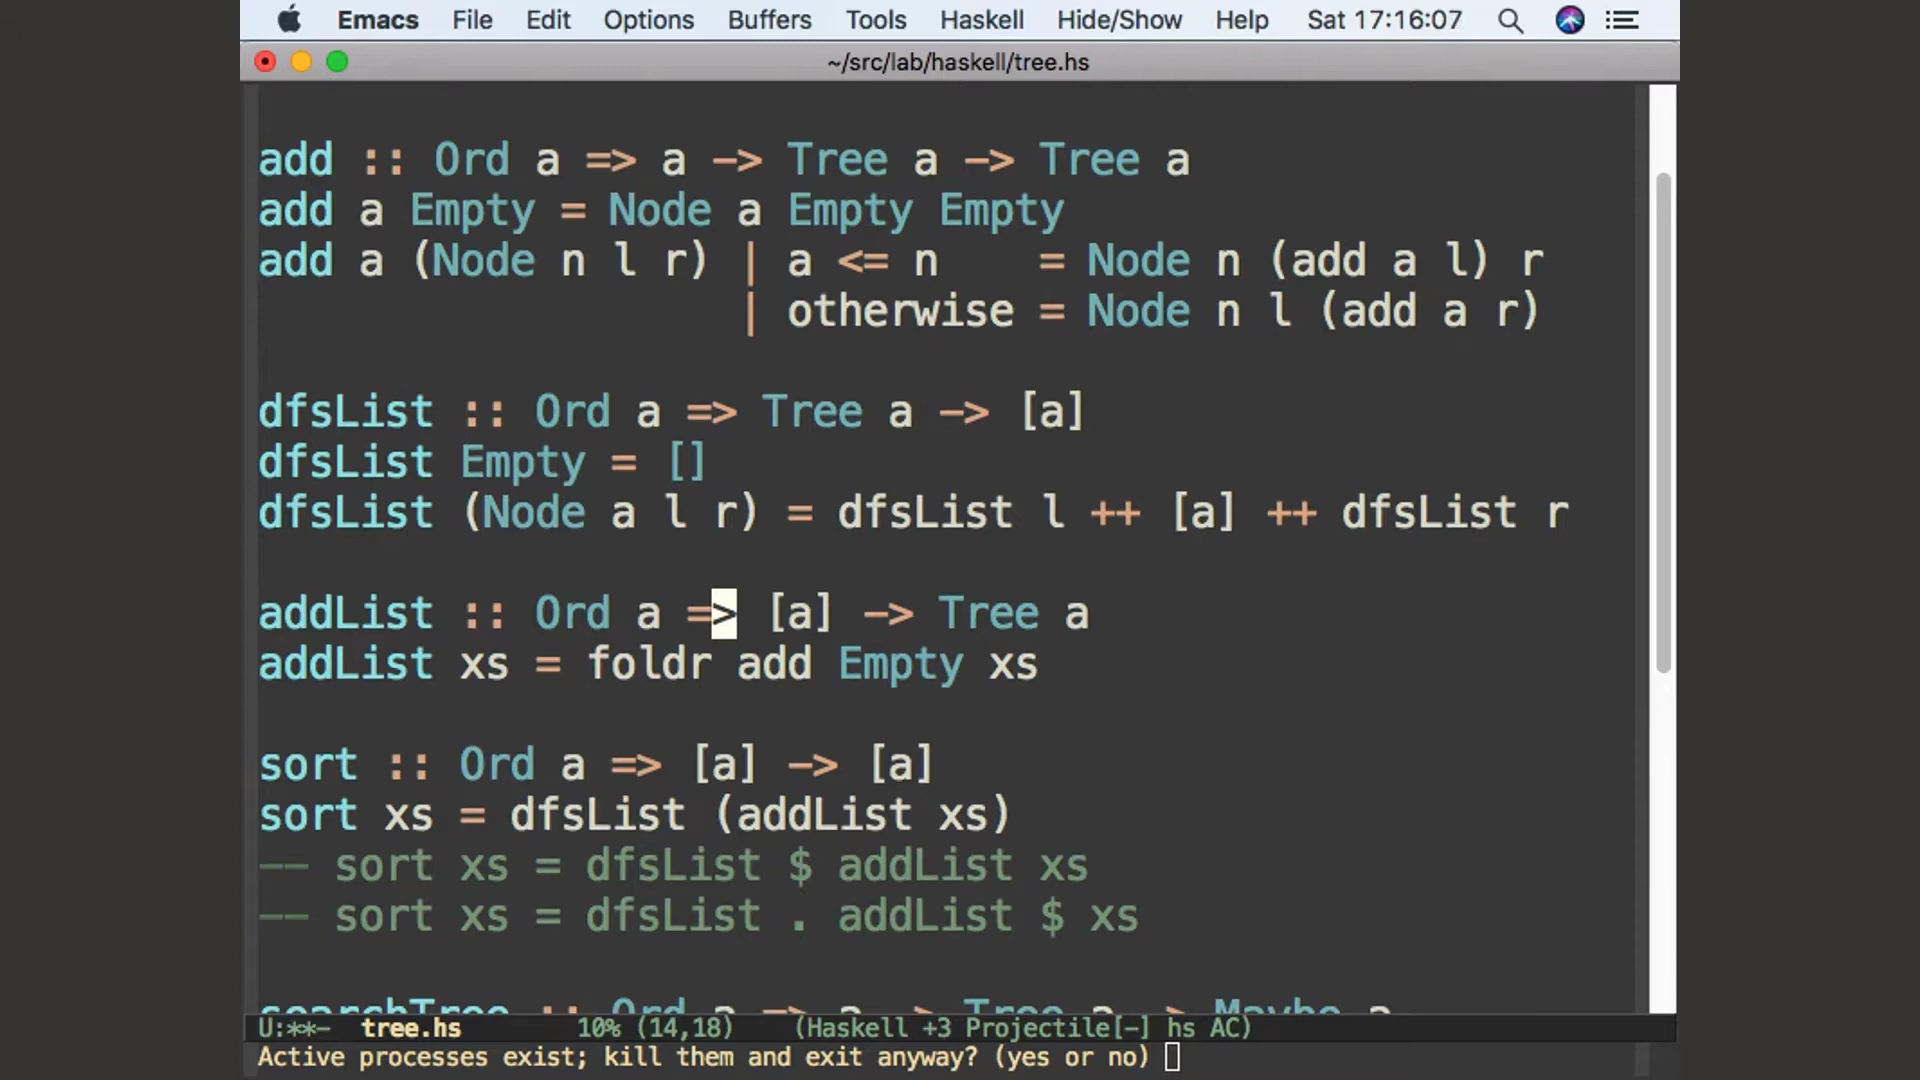 Emacs File Edit Options Buffers Tools Haskell Hide/Show Help Sat 17:16:07
~/src/lab/haskell/tree.hs
add :: Ord a => a -> Tree a -> Tree a
add a Empty = Node a Empty Empty
add a (Node n l r) | a <= n    = Node n (add a l) r
                   | otherwise = Node n l (add a r)
dfsList :: Ord a => Tree a -> [a]
dfsList Empty = []
dfsList (Node a l r) = dfsList l ++ [a] ++ dfsList r
addList :: Ord a => [a] -> Tree a
addList xs = foldr add Empty xs
sort :: Ord a => [a] -> [a]
sort xs = dfsList (addList xs)
-- sort xs = dfsList $ addList xs
-- sort xs = dfsList . addList $ xs
searchTree :: Ord a => a -> Tree a -> Maybe a
U:**-  tree.hs    10% (14,18)    (Haskell +3 Projectile[-] hs AC)
Active processes exist; kill them and exit anyway? (yes or no)